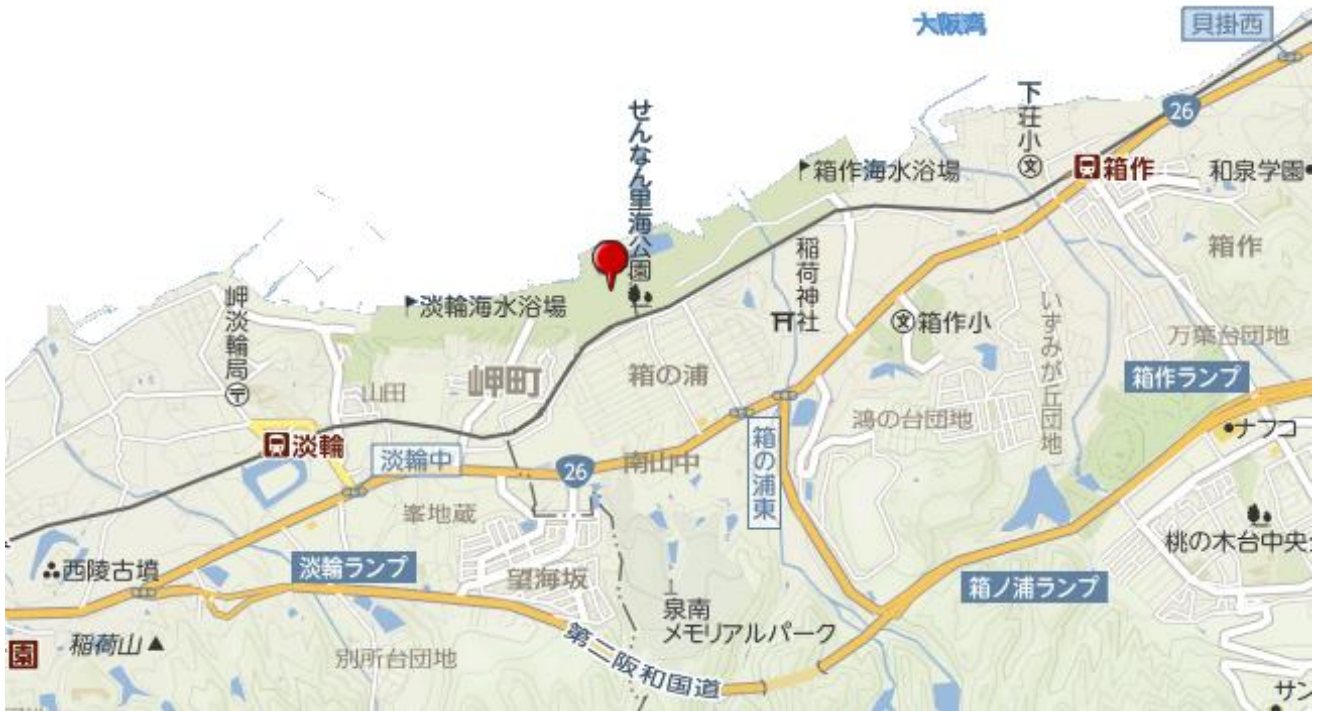 大阪湾
貝掛西
26
下荘小
箱作
和泉学園
せんなん里海公園
箱作海水浴場
箱作
稲荷神社
岬淡輪局
淡輪海水浴場
箱作小
いずみが丘団地
万葉台団地
箱作ランプ
山田
岬町
箱の浦
鴻の台団地
ナフコ
淡輪
淡輪中
26
南山中
箱の浦東
峯地蔵
桃の木台中央
西陵古墳
淡輪ランプ
望海坂
箱ノ浦ランプ
泉南
メモリアルパーク
稲荷山
園
別所台団地
第二阪和国道
サン